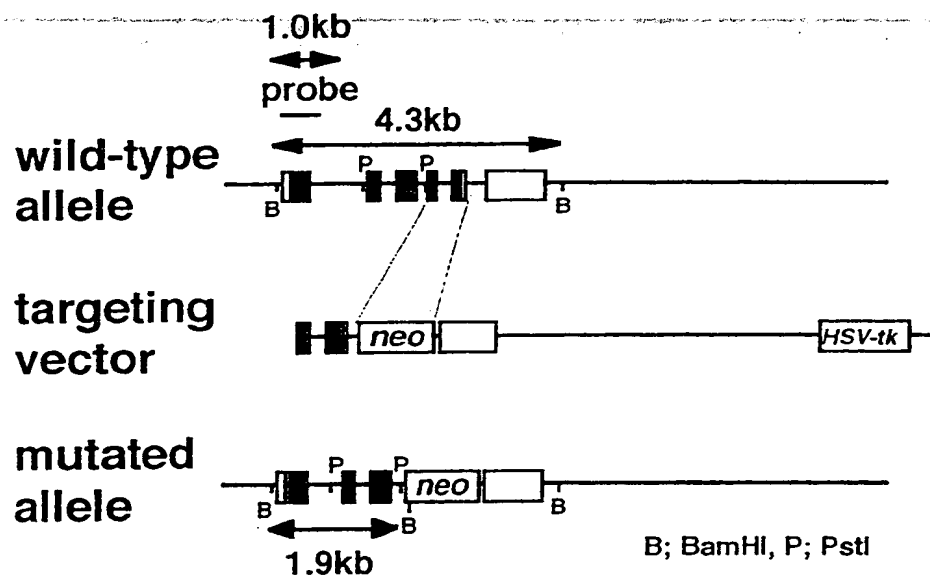 1.0kb
probe
4.3kb
wild-type
allele
P P
B B
targeting
vector
neo
HSV-tk
mutated
allele
P P
neo
B B B
1.9kb
B; BamHI, P; PstI